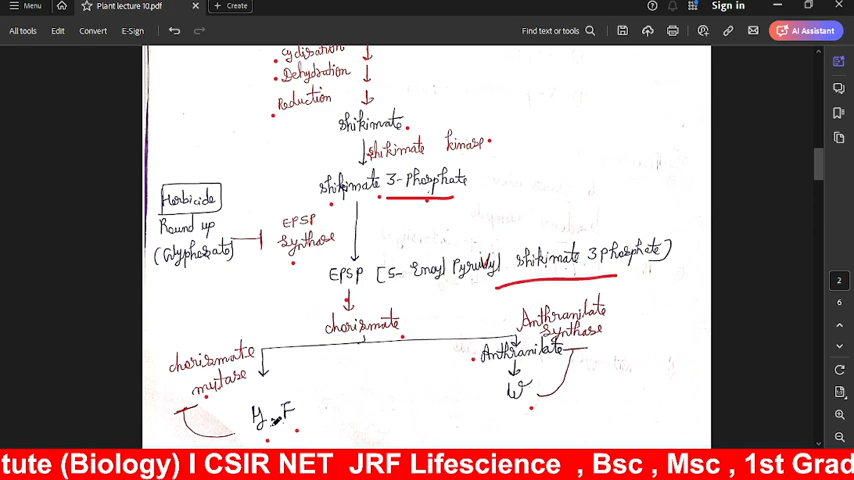 Menu
Plant lecture 10.pdf
Create
Sign in
All tools
Edit
Convert
E-Sign
Find text or tools
AI Assistant
cyclisation
Dehydration
Reduction
shikimate
shikimate kinase
shikimate 3-Phosphate
Herbicide
Round up
(Glyphosate)
EPSP
Synthase
EPSP [5- Enoyl Pyruvyl shikimate 3 Phosphate)
chorismate
Anthranilate
Synthase
chorismate
mutase
Anthranilate
W
Y, F
2
6
tute (Biology) I CSIR NET JRF Lifescience , Bsc , Msc , 1st Grad